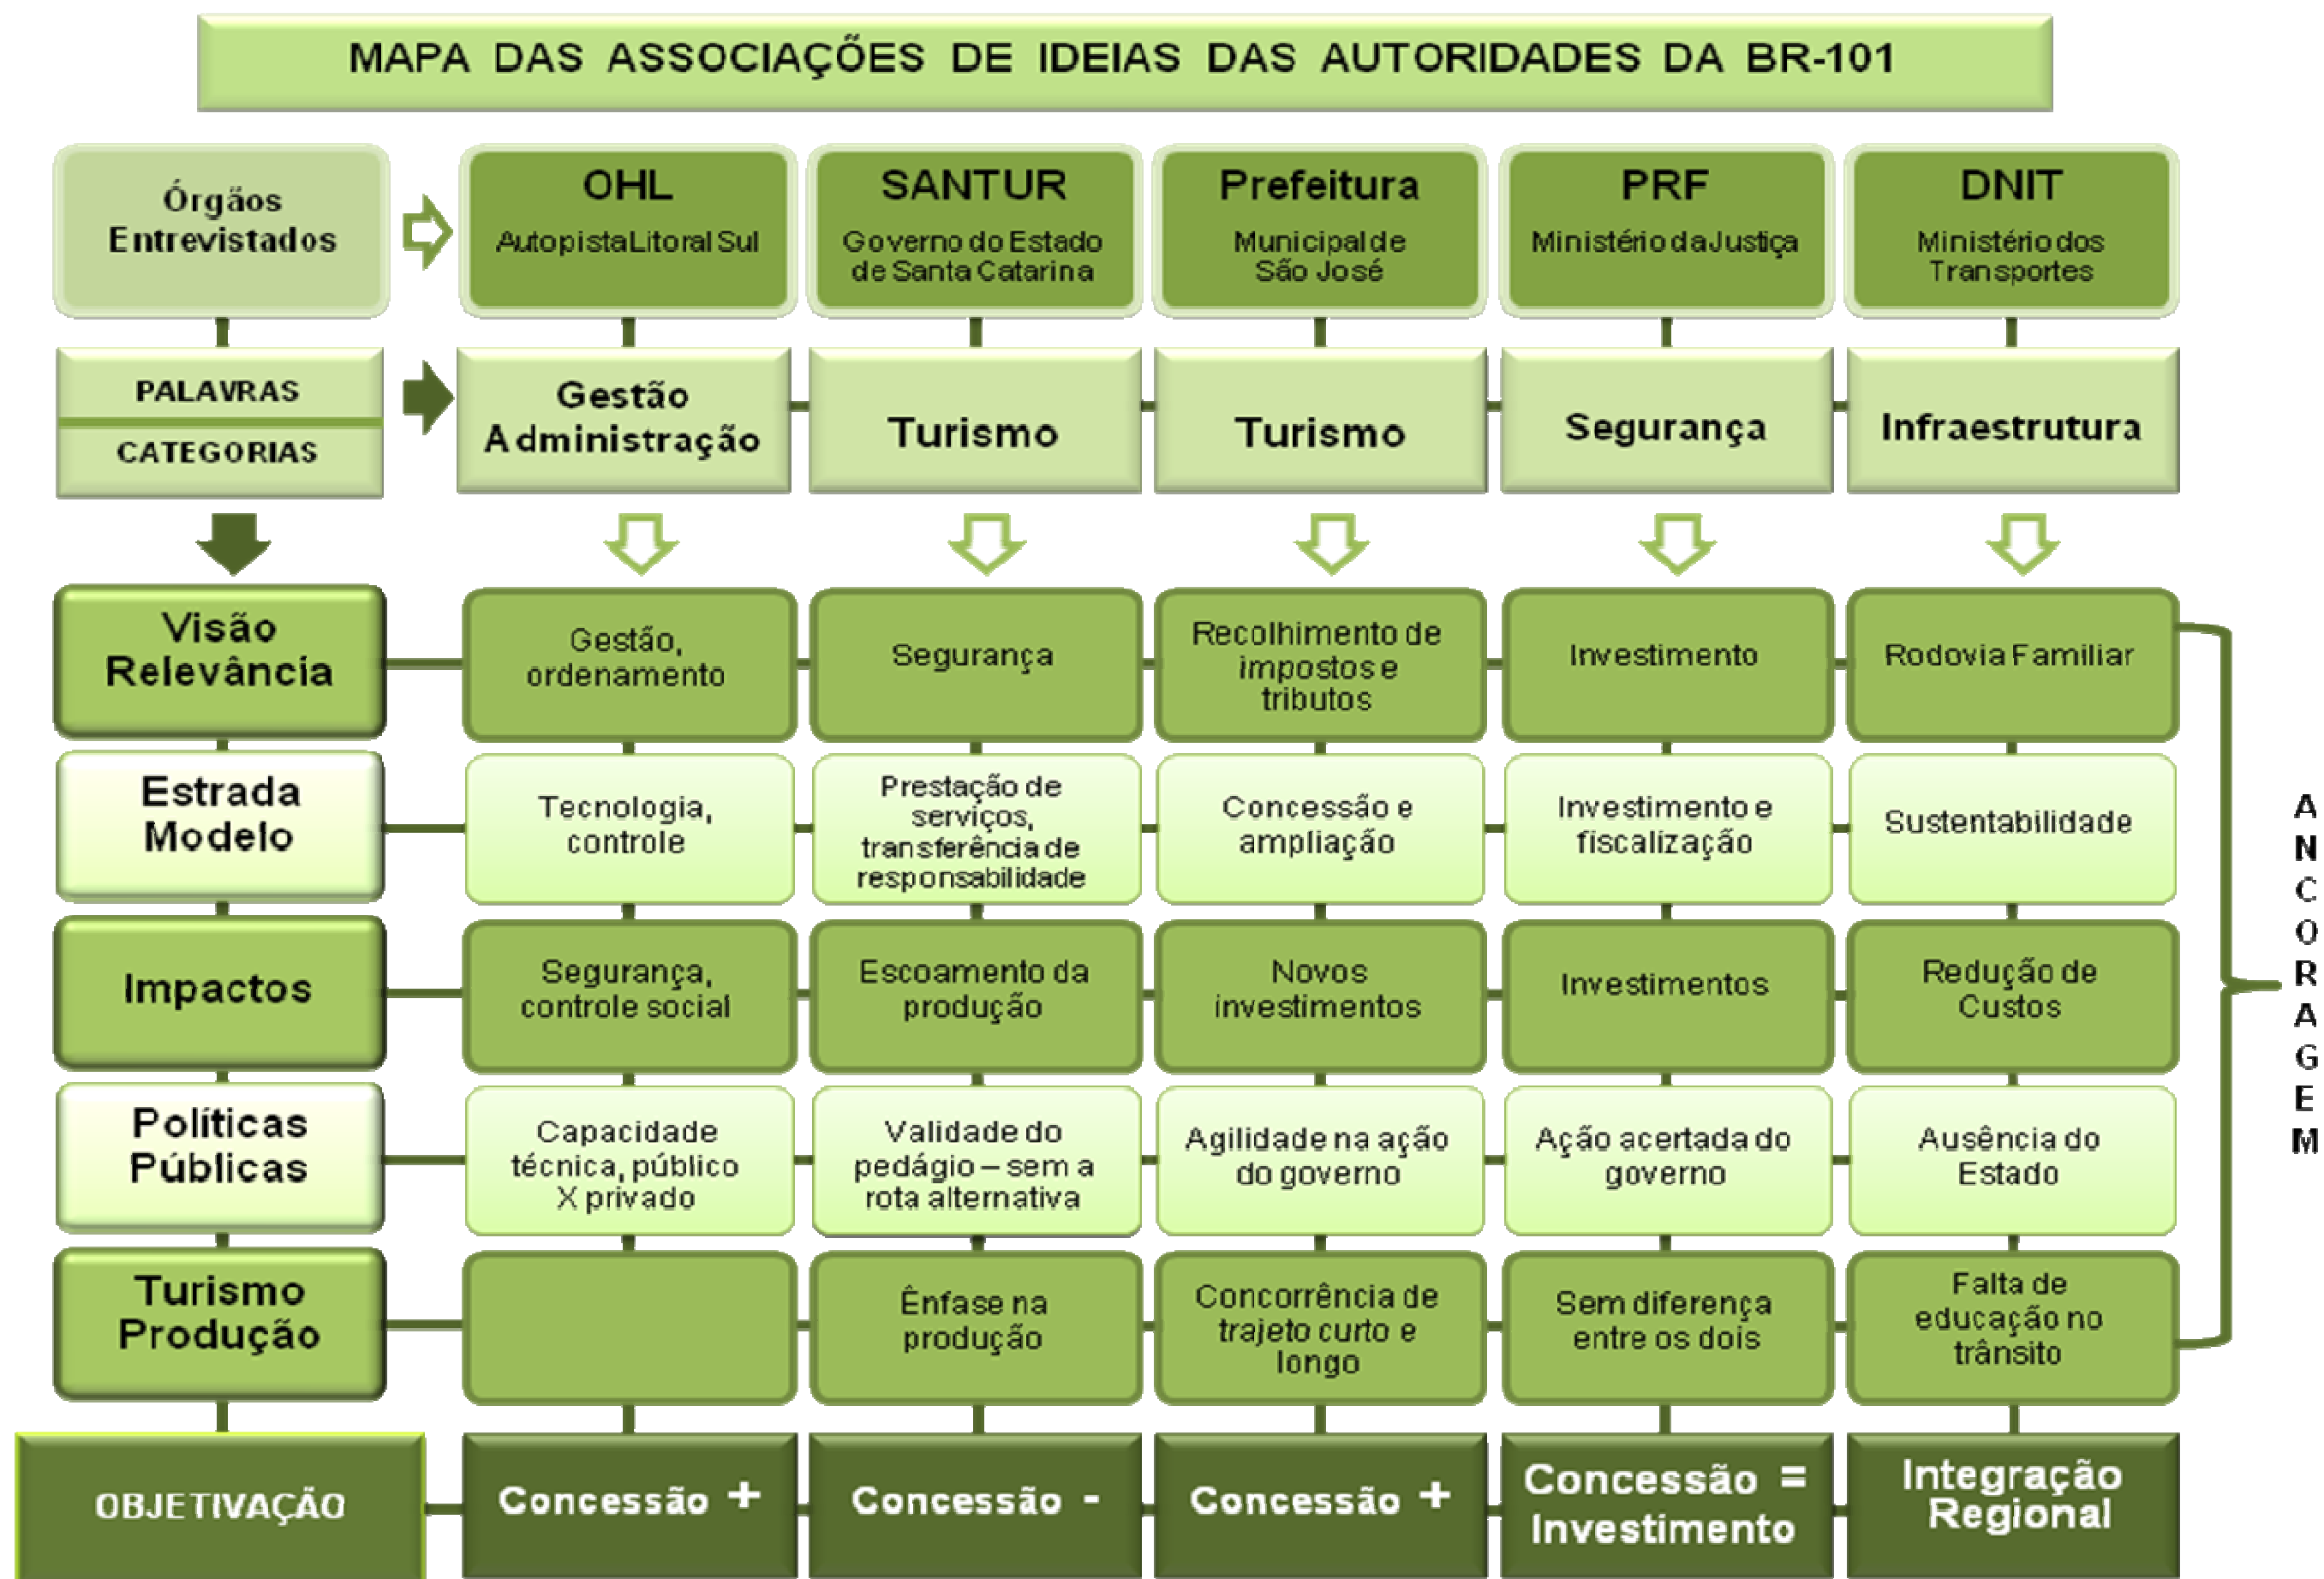 MAPA DAS ASSOCIAÇÕES DE IDEIAS DAS AUTORIDADES DA BR-101
Órgãos
Entrevistados
OHL
Autopista Litoral Sul
SANTUR
Governo do Estado
de Santa Catarina
Prefeitura
Municipal de
São José
PRF
Ministério da Justiça
DNIT
Ministério dos
Transportes
PALAVRAS
CATEGORIAS
Gestão
Administração
Turismo
Turismo
Segurança
Infraestrutura
Visão
Relevância
Gestão,
ordenamento
Segurança
Recolhimento de
impostos e
tributos
Investimento
Rodovia Familiar
Estrada
Modelo
Tecnologia,
controle
Prestação de
serviços,
transferência de
responsabilidade
Concessão e
ampliação
Investimento e
fiscalização
Sustentabilidade
Impactos
Segurança,
controle social
Escoamento da
produção
Novos
investimentos
Investimentos
Redução de
Custos
Políticas
Públicas
Capacidade
técnica, público
X privado
Validade do
pedágio – sem a
rota alternativa
Agilidade na ação
do governo
Ação acertada do
governo
Ausência do
Estado
Turismo
Produção
Ênfase na
produção
Concorrência de
trajeto curto e
longo
Sem diferença
entre os dois
Falta de
educação no
trânsito
ANCORAGEM
OBJETIVAÇÃO
Concessão +
Concessão -
Concessão +
Concessão =
Investimento
Integração
Regional